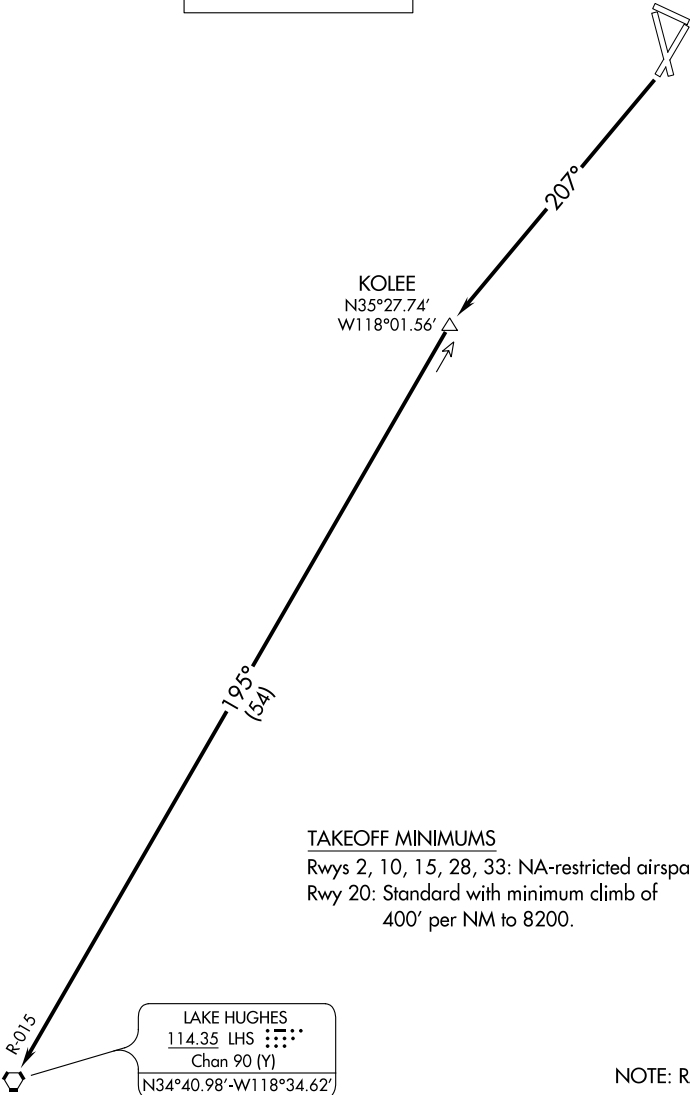 207°
KOLEE
N35°27.74'
W118°01.56'
195°
(54)
TAKEOFF MINIMUMS
Rwys 2, 10, 15, 28, 33: NA-restricted airspa
Rwy 20: Standard with minimum climb of
400' per NM to 8200.
R-015
LAKE HUGHES
114.35 LHS
Chan 90 (Y)
N34°40.98'-W118°34.62'
NOTE: R